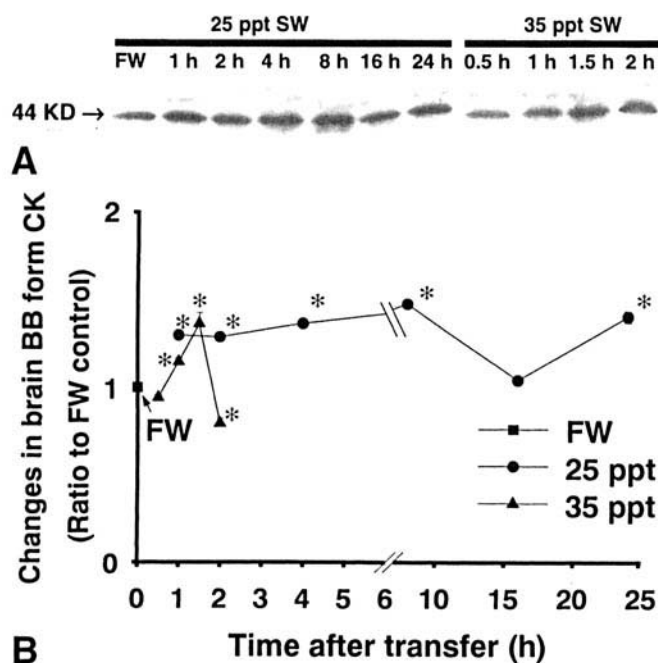 25 ppt SW 35 ppt SW
FW 1 h 2 h 4 h 8 h 16 h 24 h 0.5 h 1 h 1.5 h 2 h
44 KD →
A
Changes in brain BB form CK
(Ratio to FW control)
2
1
0
* * * * * * * * *
FW
FW
25 ppt
35 ppt
0 1 2 3 4 5 6 10 15 20 25
Time after transfer (h)
B